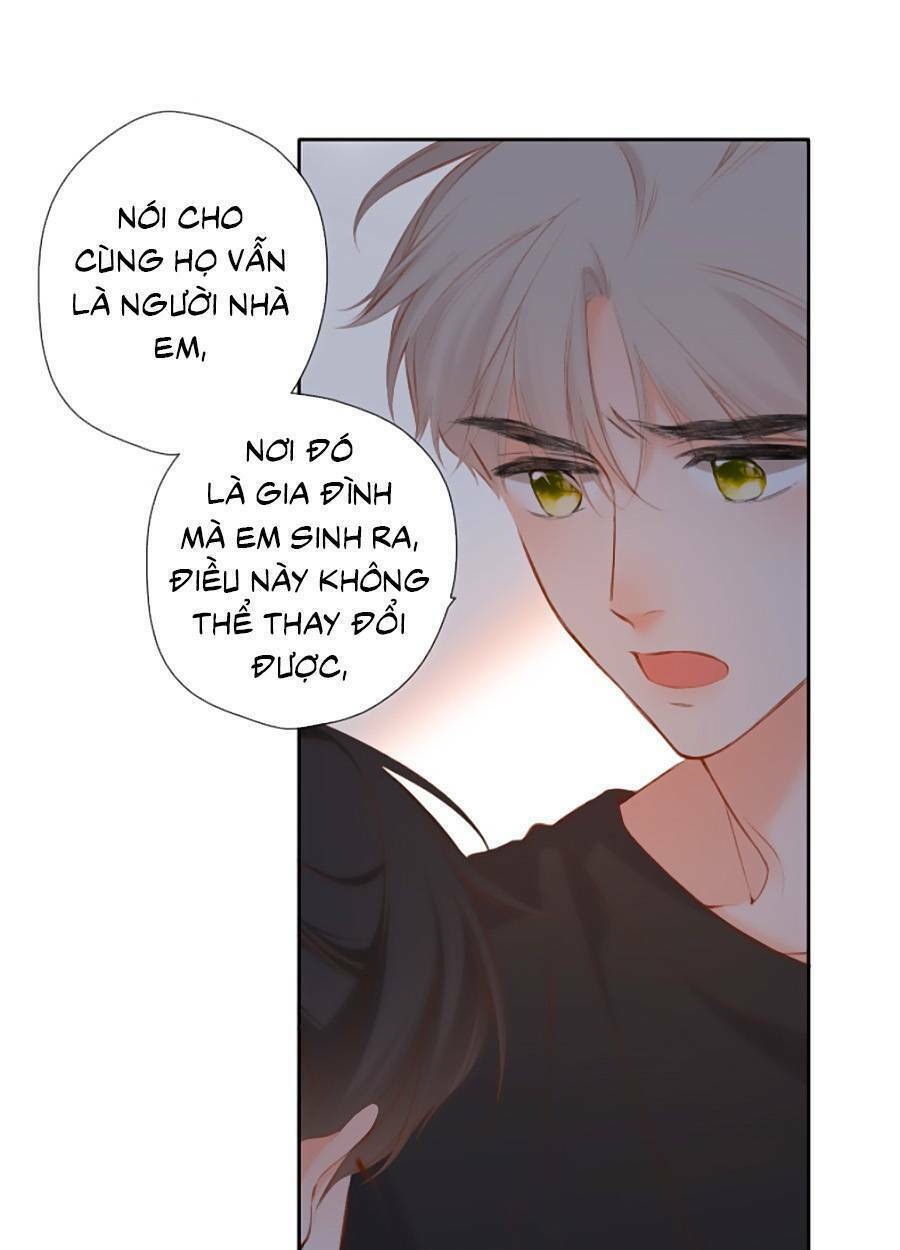 NÓI CHO
CÙNG HỌ VẪN
LÀ NGƯỜI NHÀ
EM,
NƠI ĐÓ
LÀ GIA ĐÌNH
MÀ EM SINH RA,
ĐIỀU NÀY KHÔNG
THỂ THAY ĐỔI
ĐƯỢC,